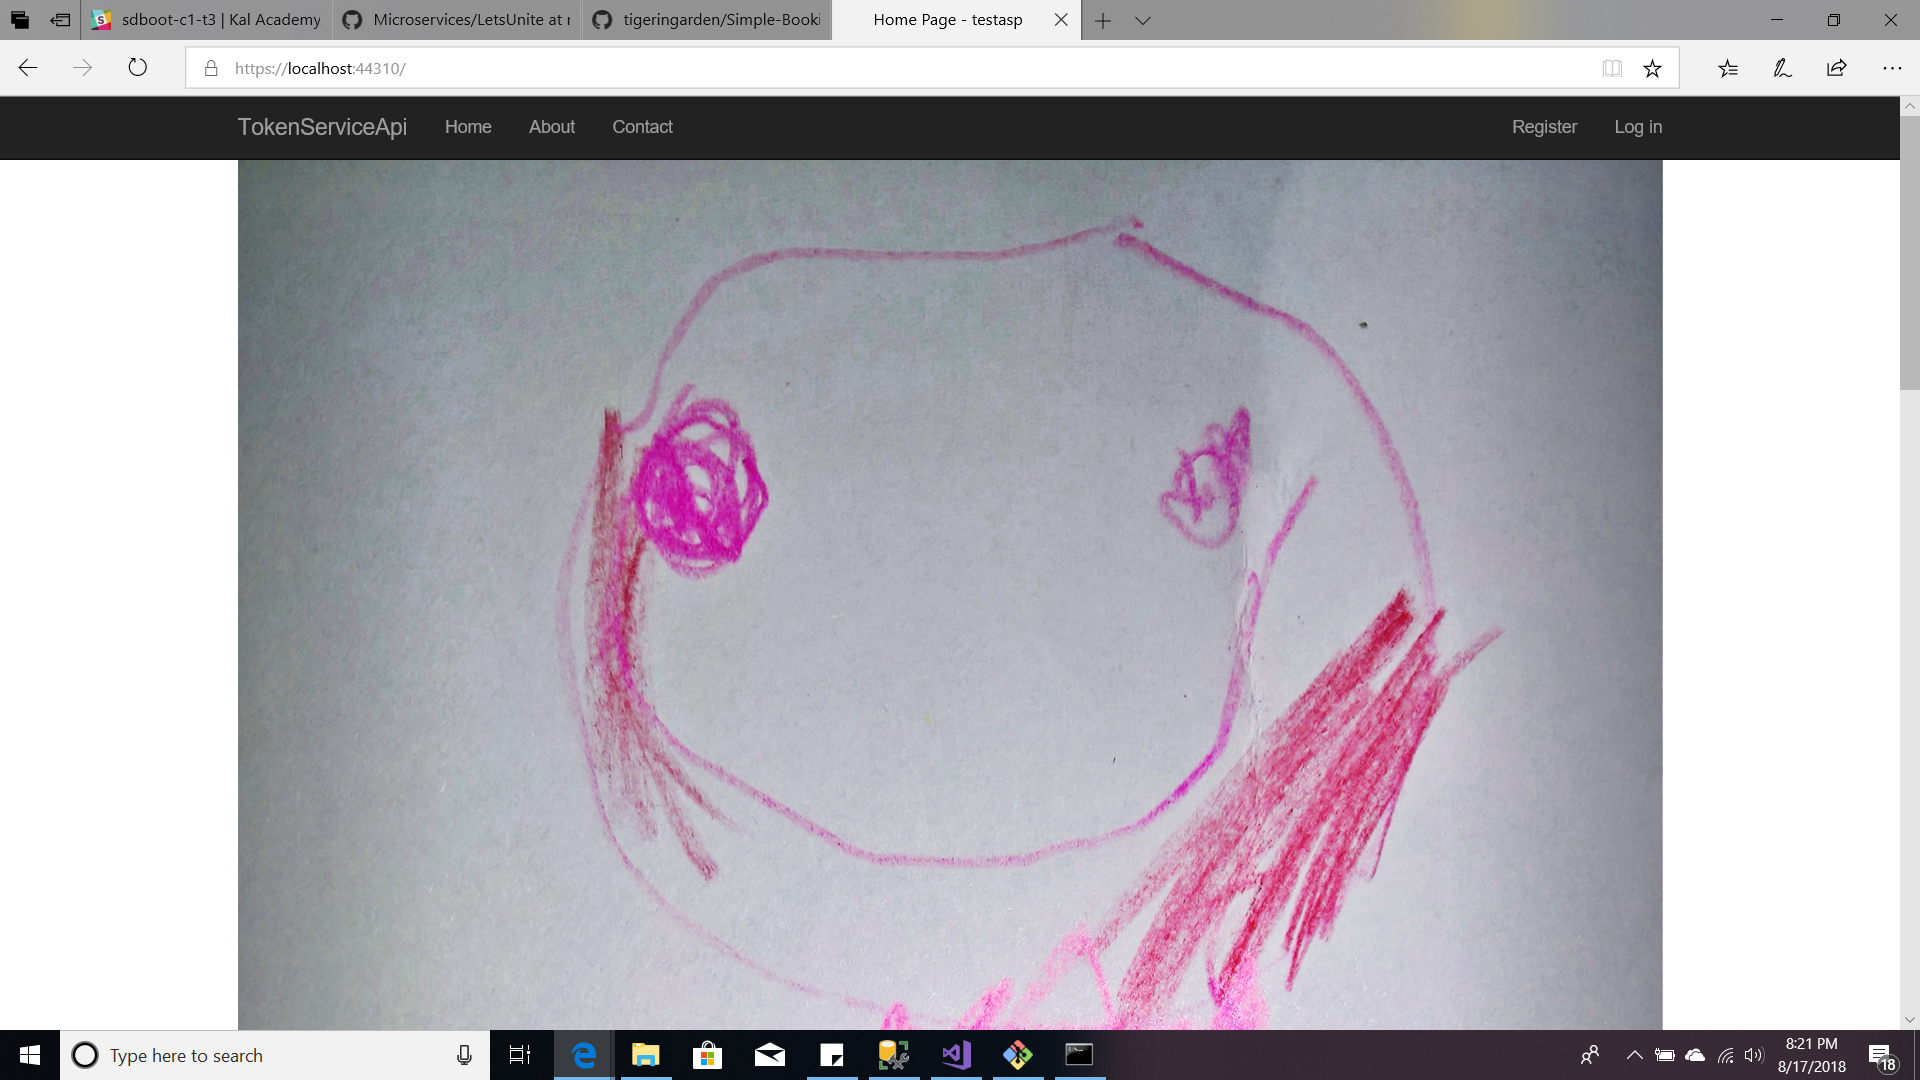 sdboot-c1-t3 | Kal Academy
Microservices/LetsUnite at r
tigeringarden/Simple-Booki
Home Page - testasp
https://localhost:44310/
TokenServiceApi
Home
About
Contact
Register
Log in
Type here to search
8:21 PM
8/17/2018
18